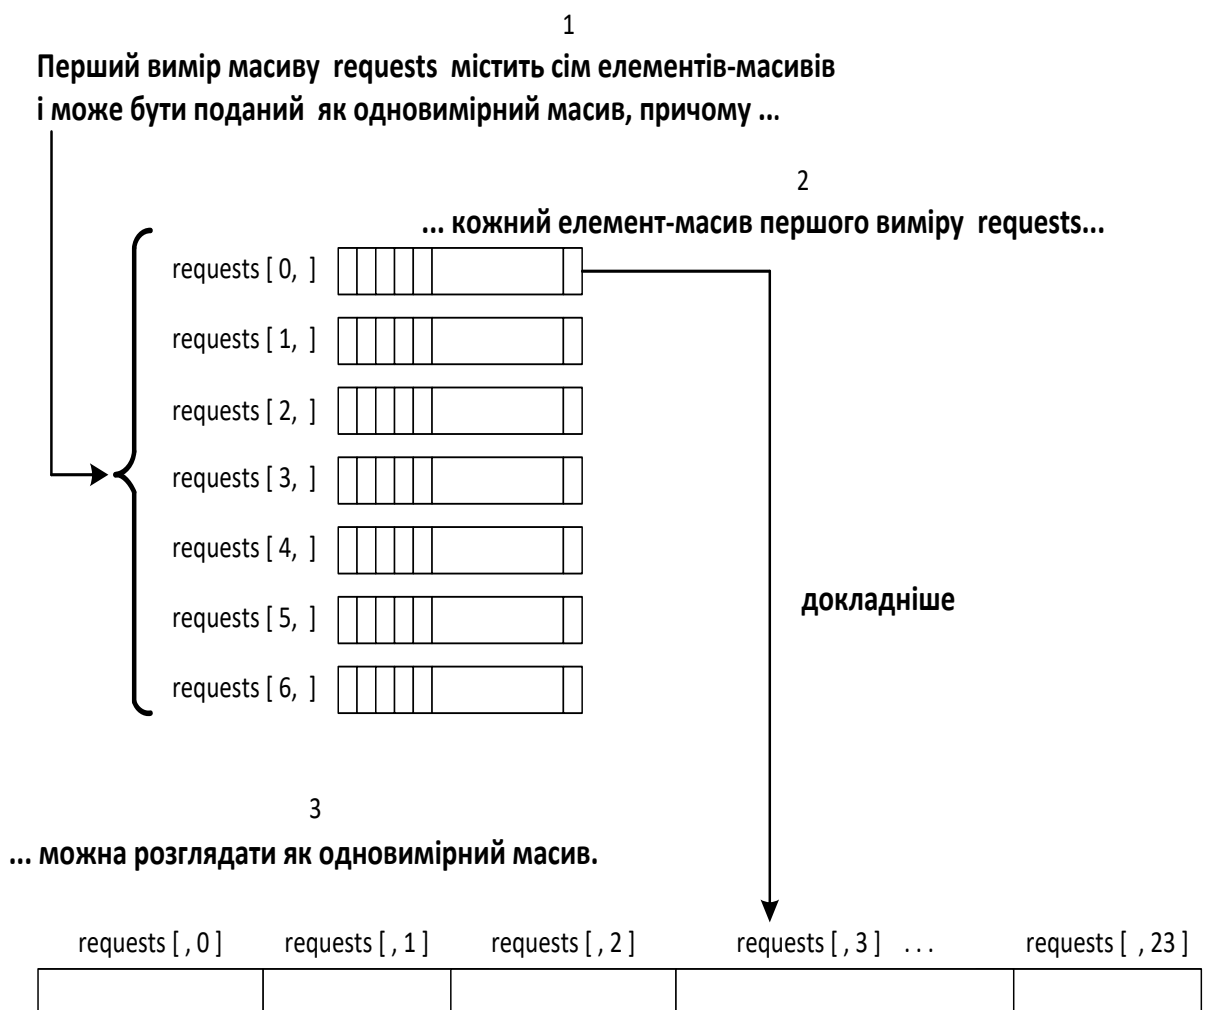 1
Перший вимір масиву requests містить сім елементів-масивів
і може бути поданий як одновимірний масив, причому ...
2
... кожний елемент-масив першого виміру requests...
requests [ 0, ]
requests [ 1, ]
requests [ 2, ]
requests [ 3, ]
requests [ 4, ]
requests [ 5, ]
requests [ 6, ]
докладніше
3
... можна розглядати як одновимірний масив.
requests [ , 0 ] requests [ , 1 ] requests [ , 2 ] requests [ , 3 ] . . . requests [ , 23 ]